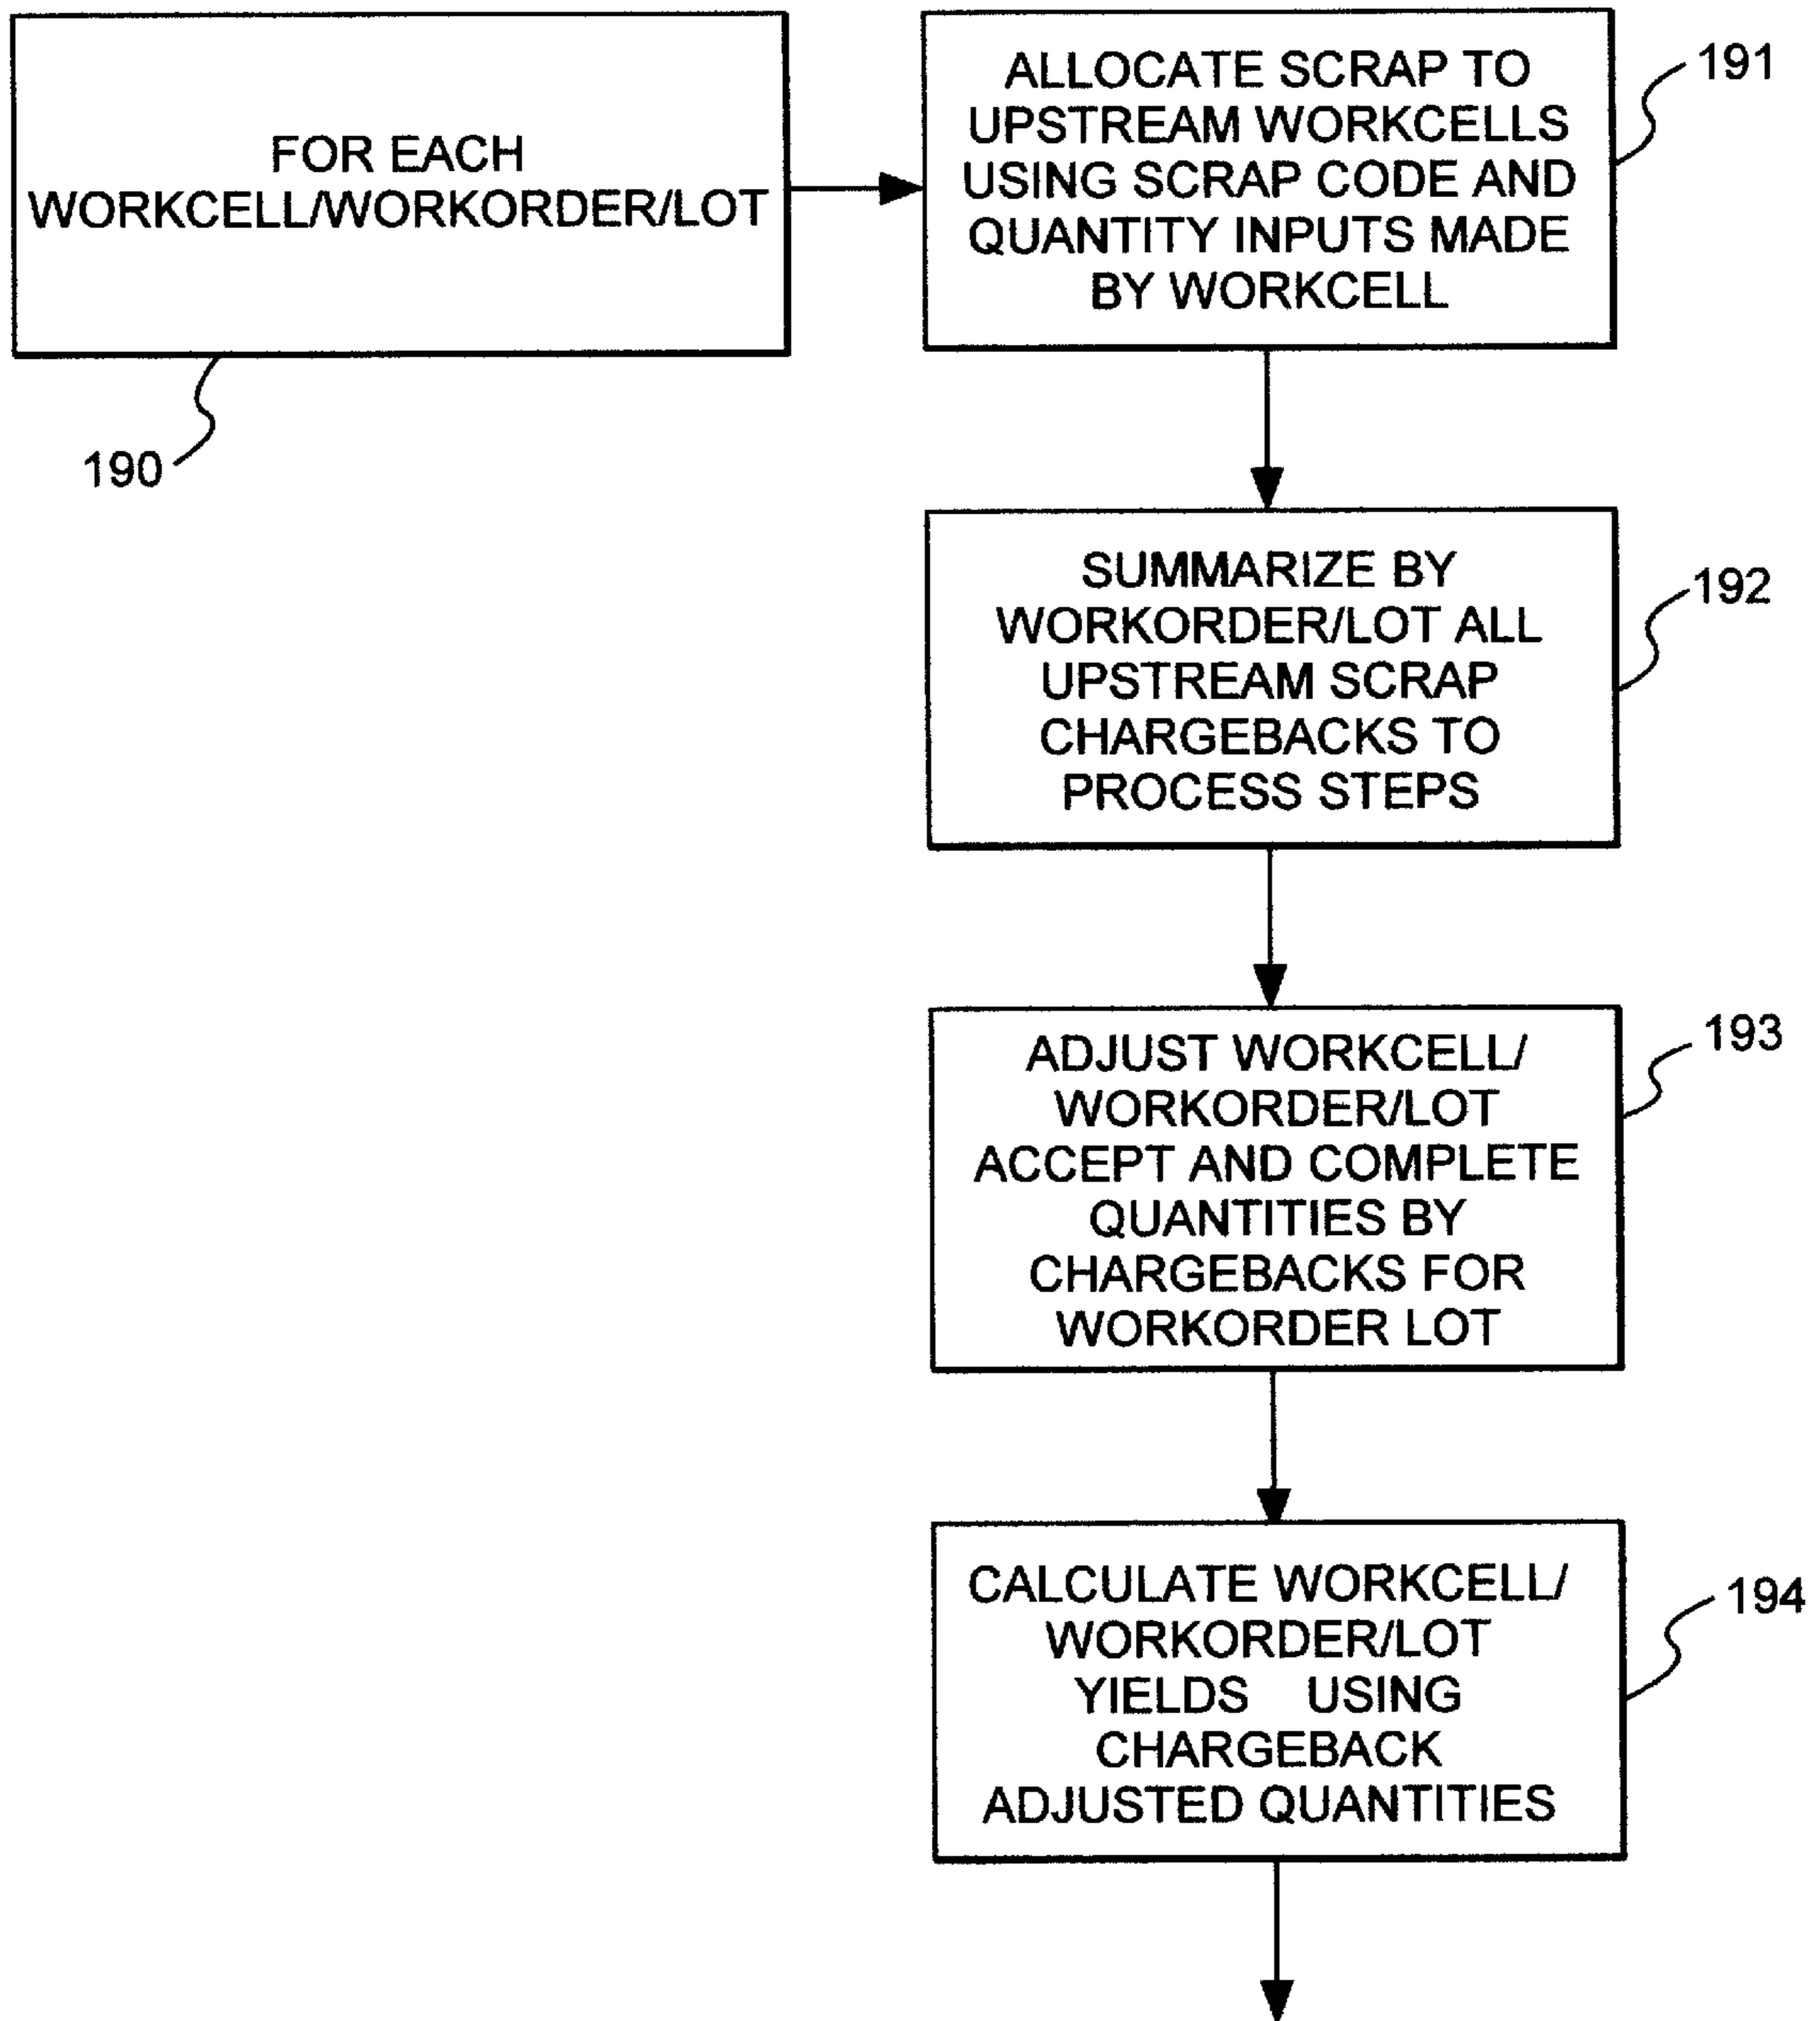 FOR EACH
WORKCELL/WORKORDER/LOT
190
ALLOCATE SCRAP TO
UPSTREAM WORKCELLS
USING SCRAP CODE AND
QUANTITY INPUTS MADE
BY WORKCELL
191
SUMMARIZE BY
WORKORDER/LOT ALL
UPSTREAM SCRAP
CHARGEBACKS TO
PROCESS STEPS
192
ADJUST WORKCELL/
WORKORDER/LOT
ACCEPT AND COMPLETE
QUANTITIES BY
CHARGEBACKS FOR
WORKORDER LOT
193
CALCULATE WORKCELL/
WORKORDER/LOT
YIELDS USING
CHARGEBACK
ADJUSTED QUANTITIES
194